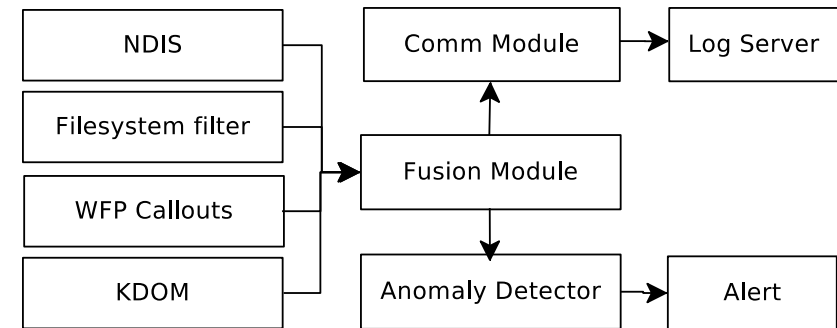 NDIS
Filesystem filter
WFP Callouts
KDOM
Comm Module
Fusion Module
Anomaly Detector
Log Server
Alert